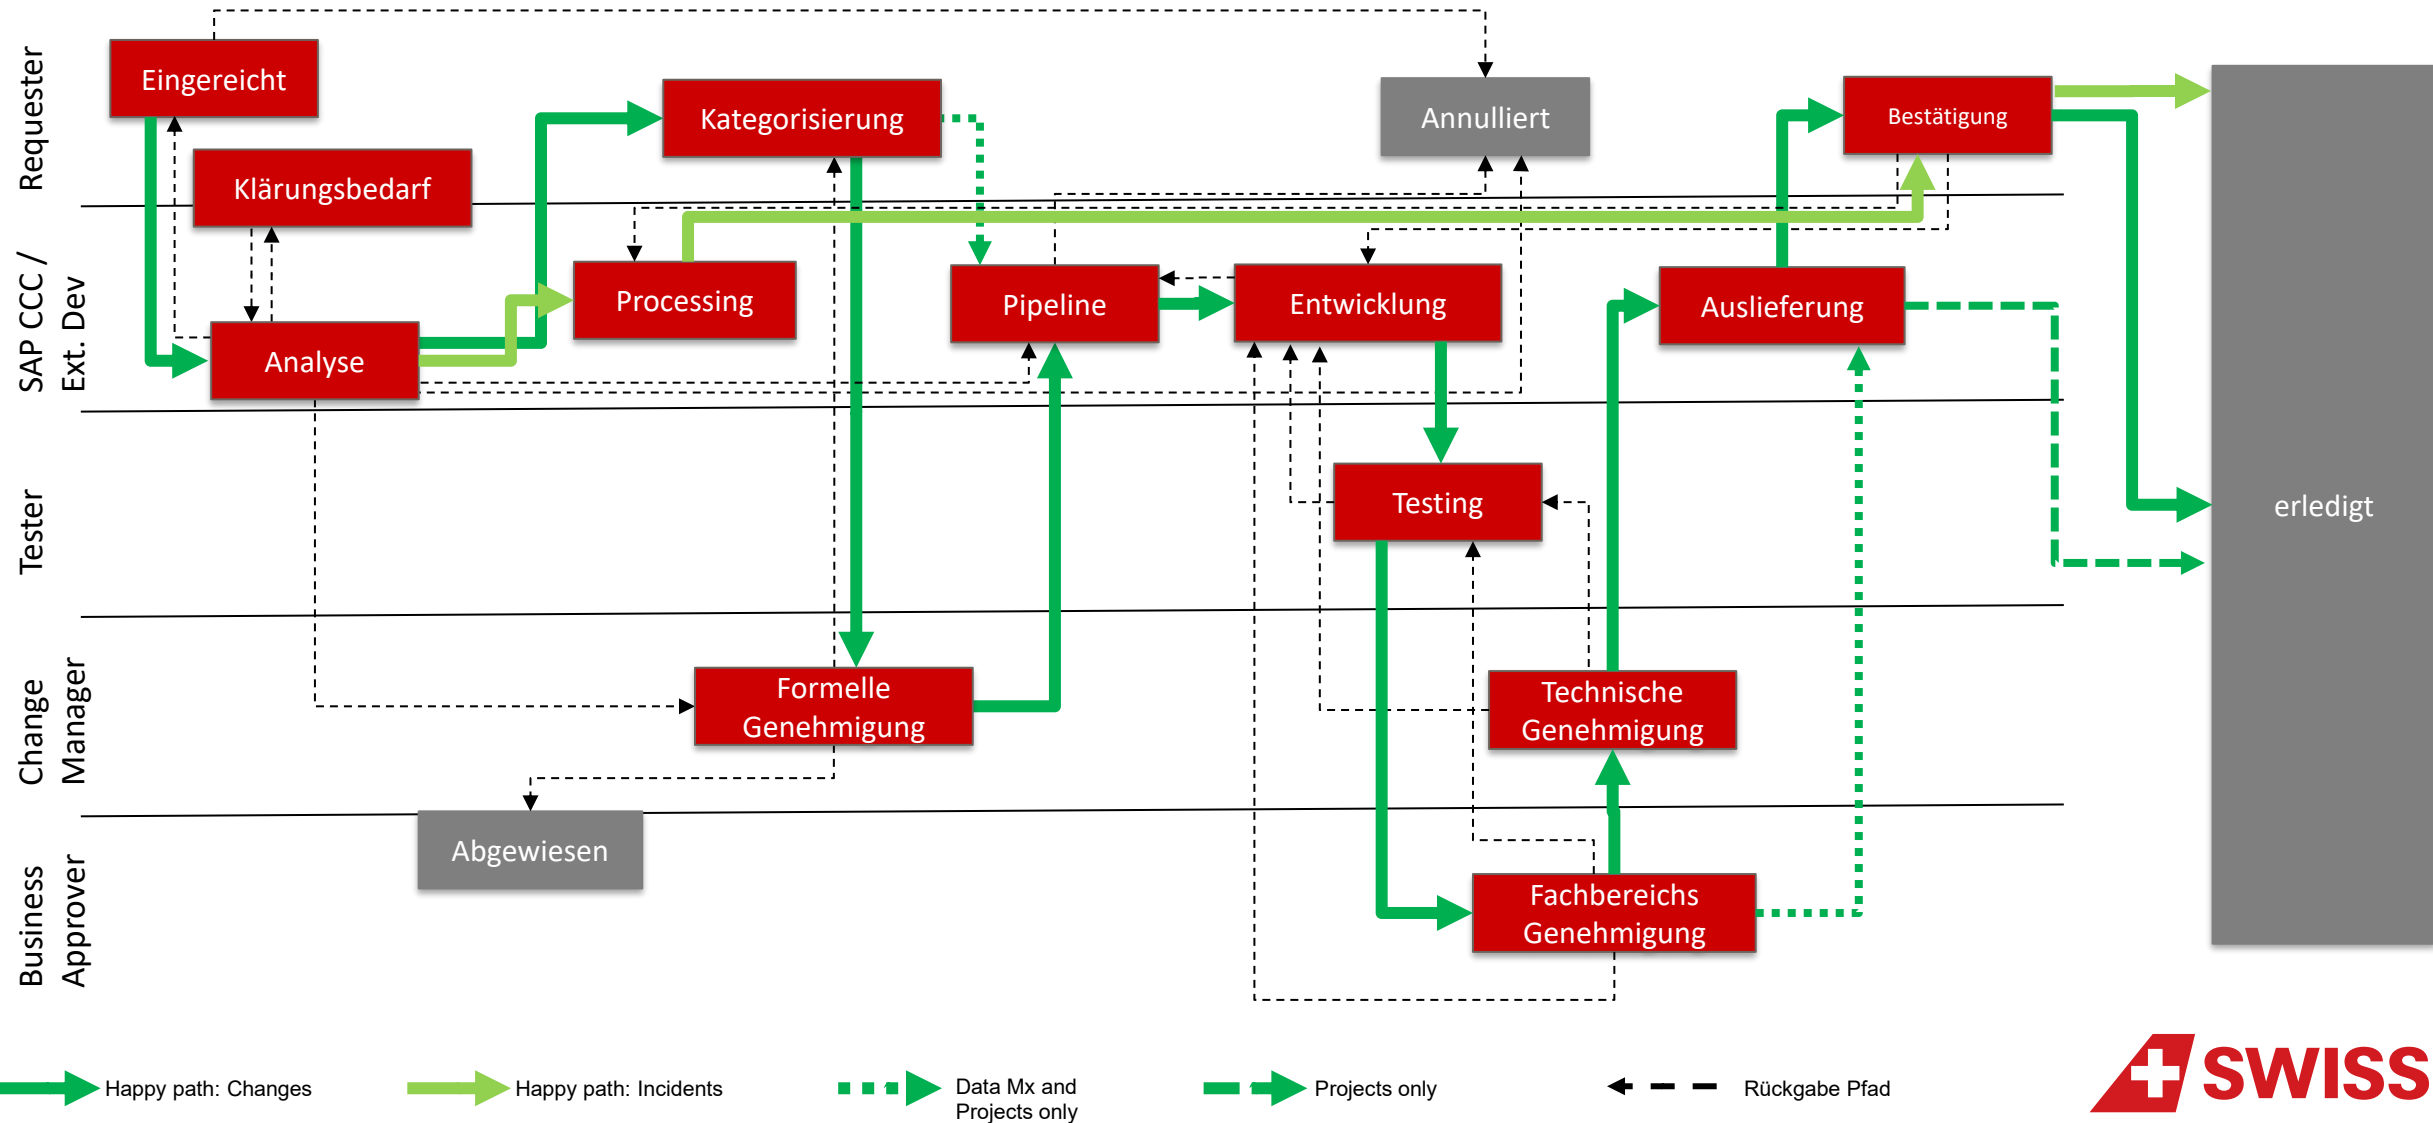 Requester
Eingereicht
Klärungsbedarf
Kategorisierung
Annulliert
Bestätigung
SAP CCC /
Ext. Dev
Analyse
Processing
Pipeline
Entwicklung
Auslieferung
Tester
Testing
erledigt
Change
Manager
Formelle
Genehmigung
Technische
Genehmigung
Business
Approver
Abgewiesen
Fachbereichs
Genehmigung
Happy path: Changes
Happy path: Incidents
Data Mx and
Projects only
Projects only
Rückgabe Pfad
SWISS